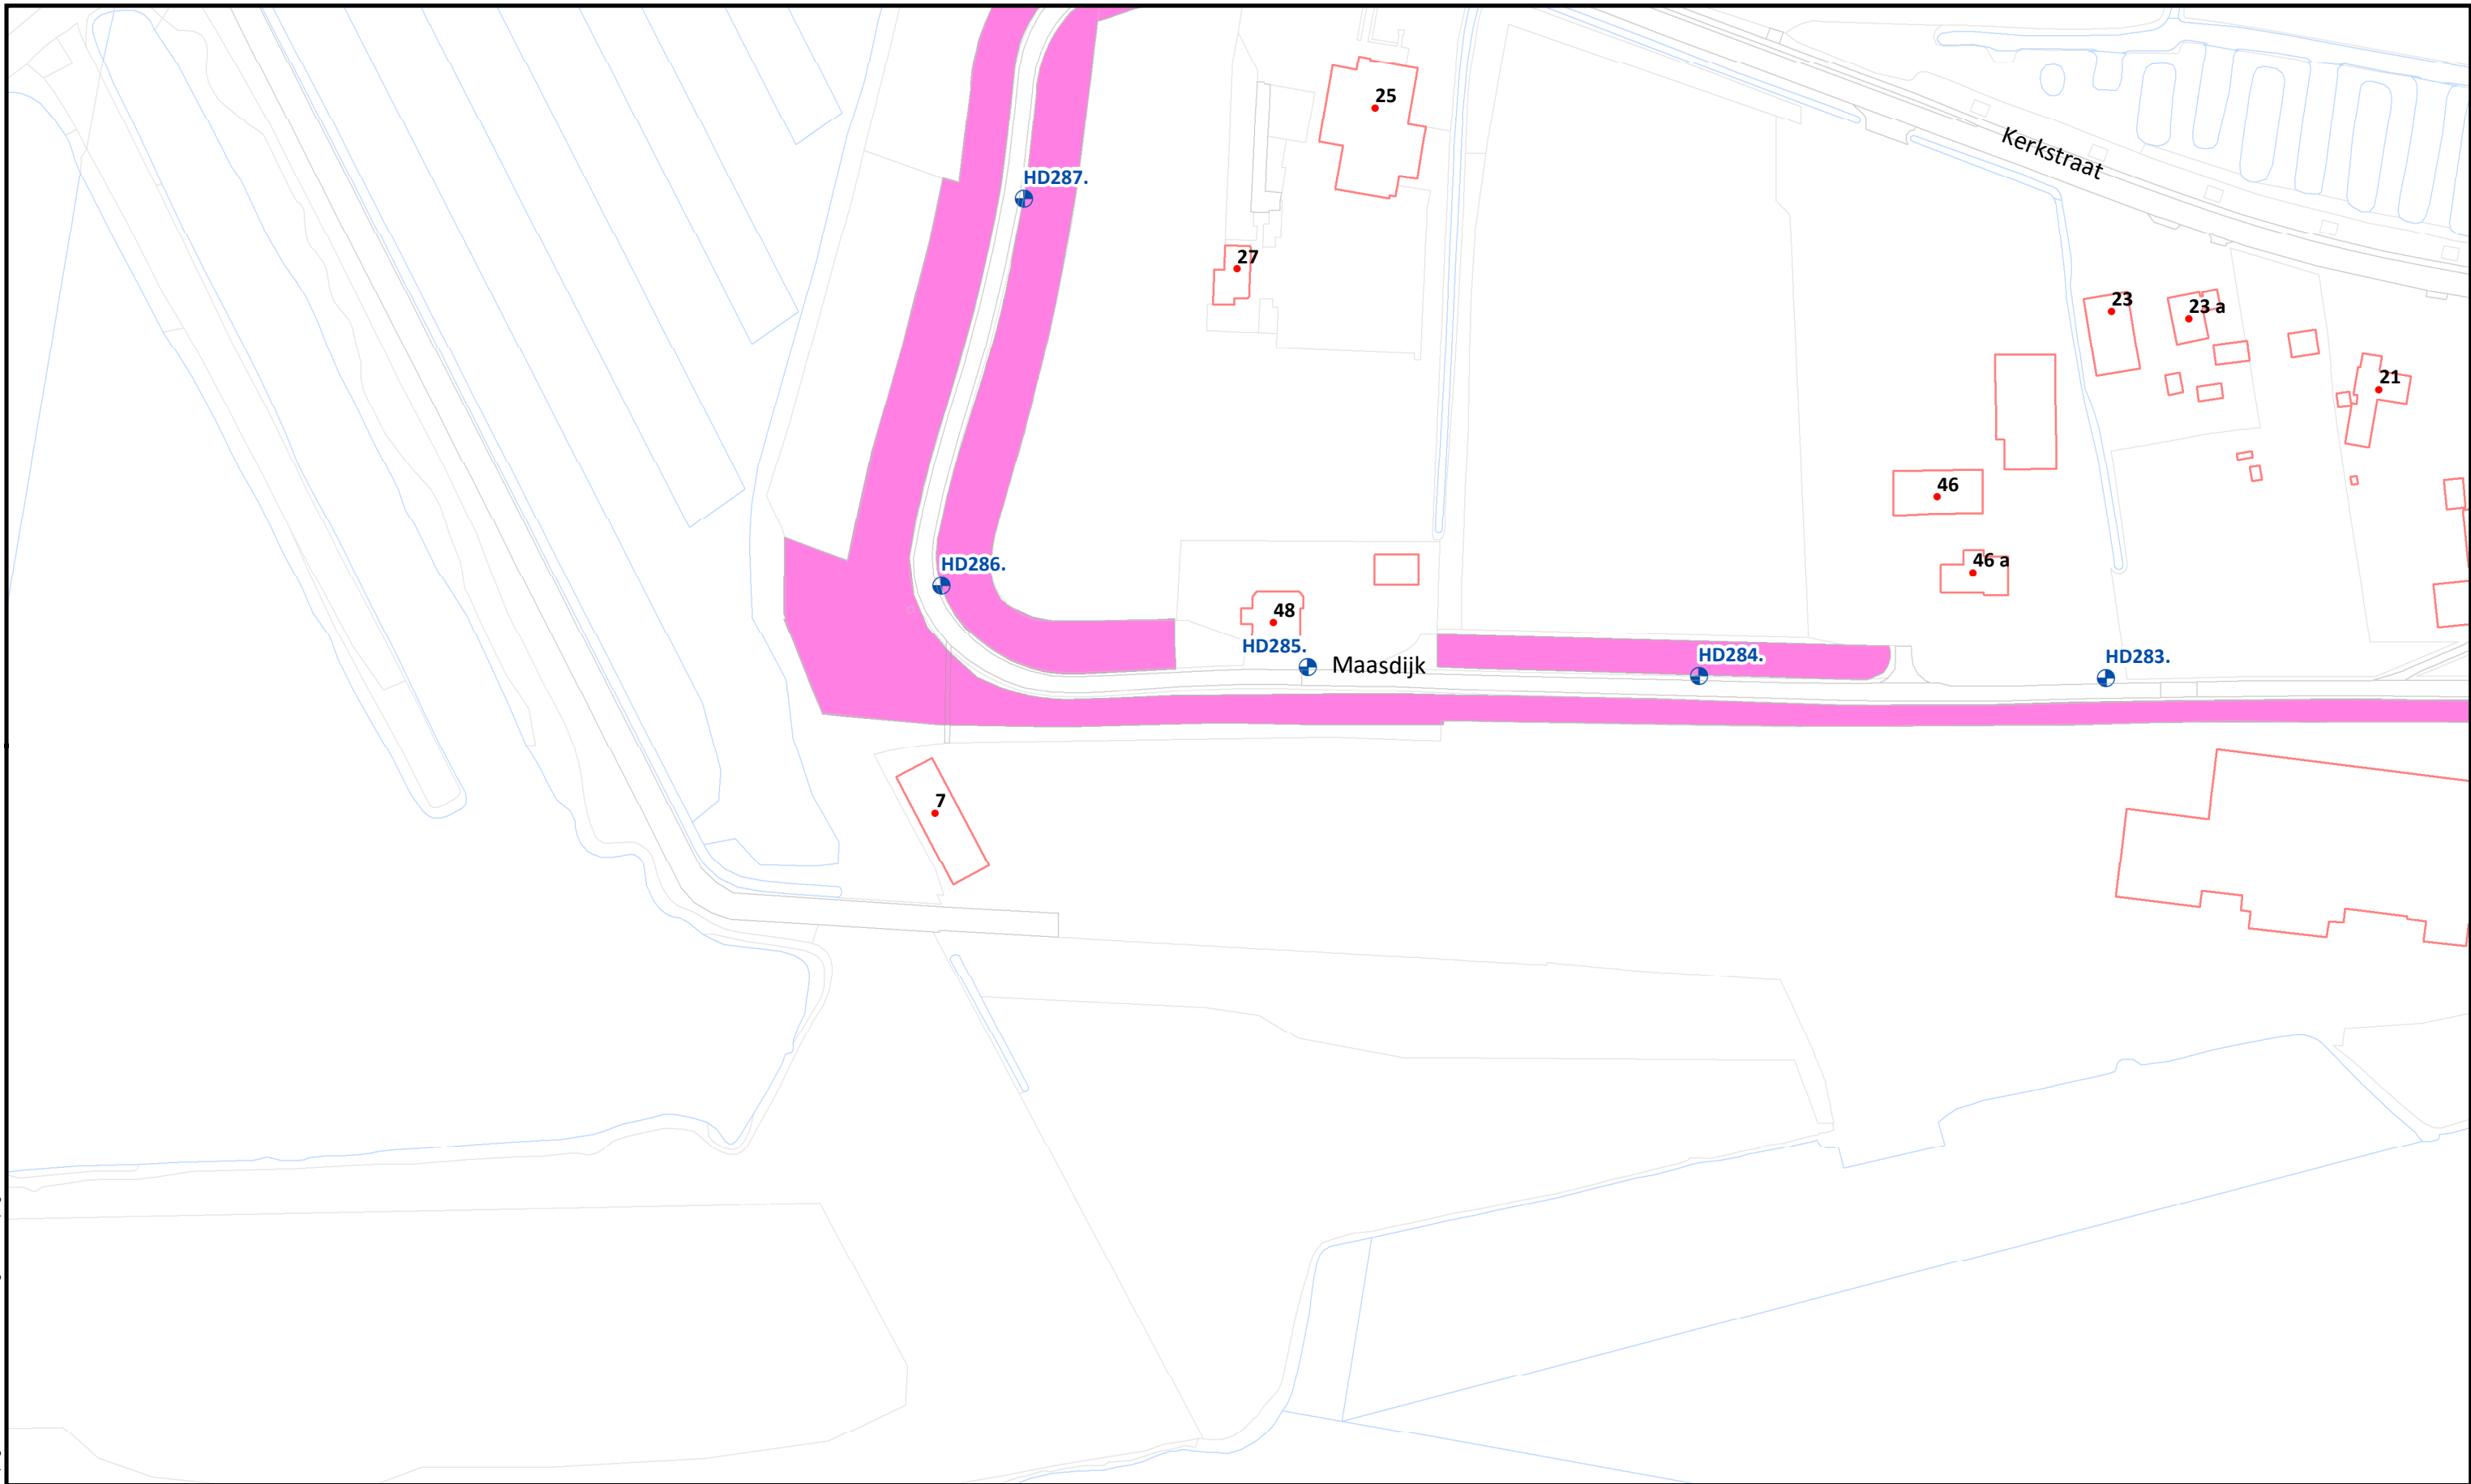 25
Kerkstraat
HD287.
27
23
23 a
21
46
46 a
HD286.
48
HD285.
Maasdijk
HD284.
HD283.
7